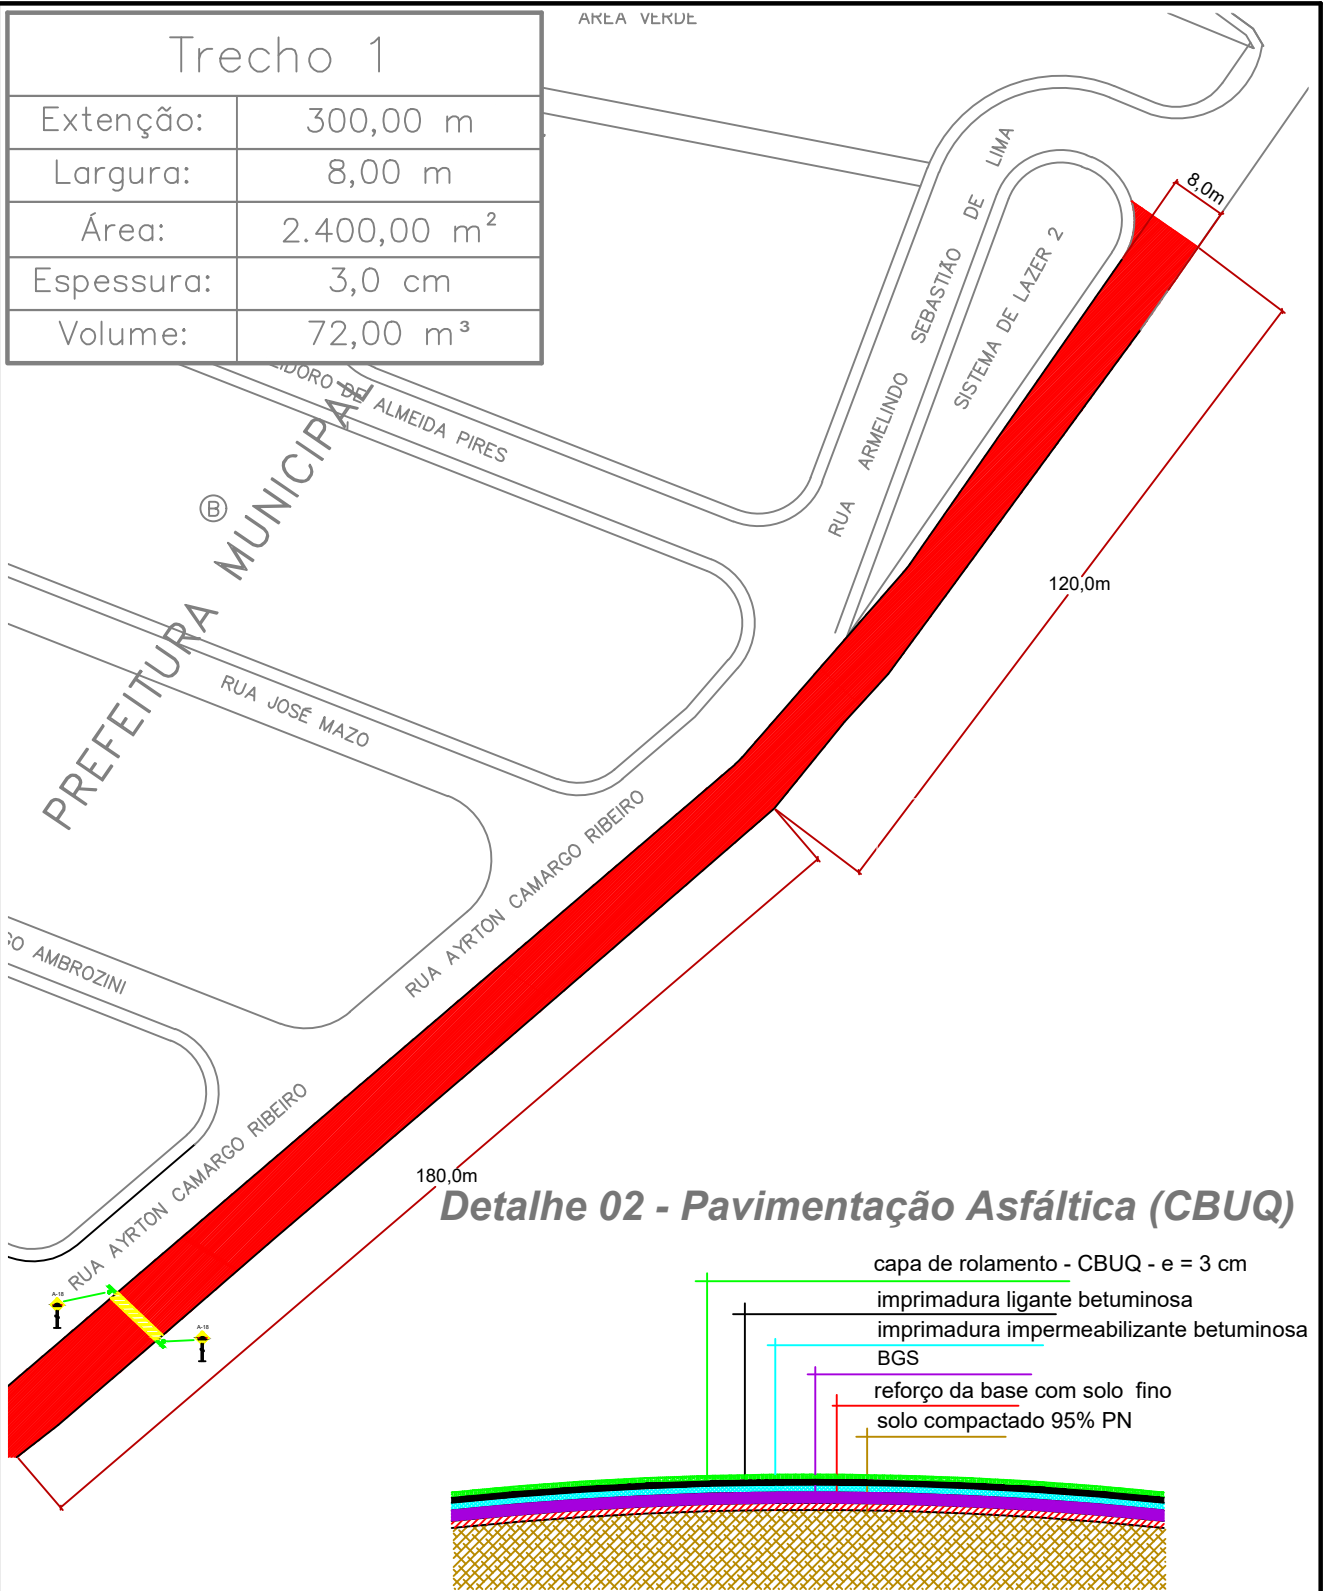 ÁREA VERDE
Trecho 1
Extenção: 300,00 m
Largura: 8,00 m
Área: 2.400,00 m²
Espessura: 3,0 cm
Volume: 72,00 m³
8,0m
RUA ARMELINDO SEBASTIÃO DE LIMA
SISTEMA DE LAZER 2
DE ALMEIDA PIRES
PREFEITURA MUNICIPAL
B
120,0m
RUA JOSÉ MAZO
RUA AYRTON CAMARGO RIBEIRO
AMBROZINI
RUA AYRTON CAMARGO RIBEIRO
180,0m
A-18
A-18
Detalhe 02 - Pavimentação Asfáltica (CBUQ)
capa de rolamento - CBUQ - e = 3 cm
imprimadura ligante betuminosa
imprimadura impermeabilizante betuminosa
BGS
reforço da base com solo fino
solo compactado 95% PN